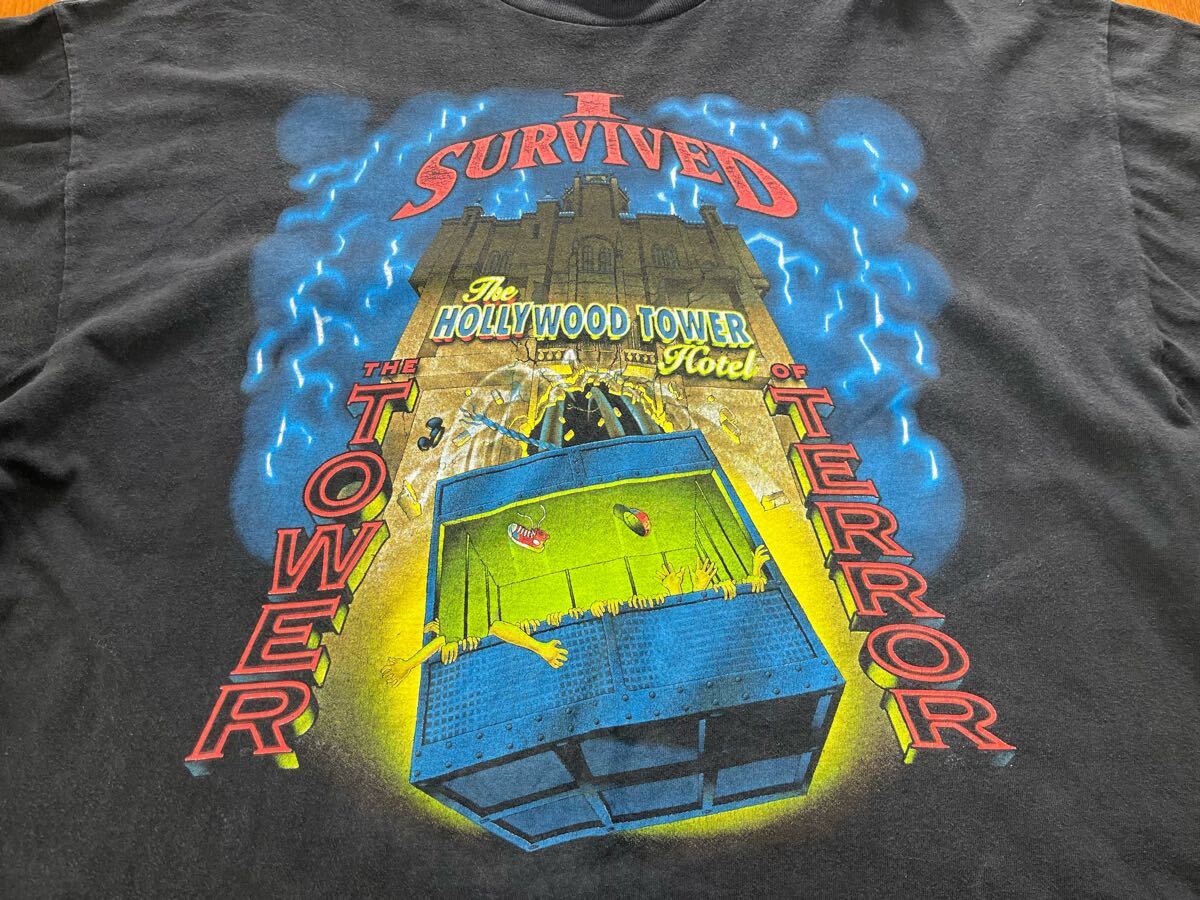 I
SURVIVED
The
HOLLYWOOD TOWER
Hotel
THE
TOWER
OF
TERROR